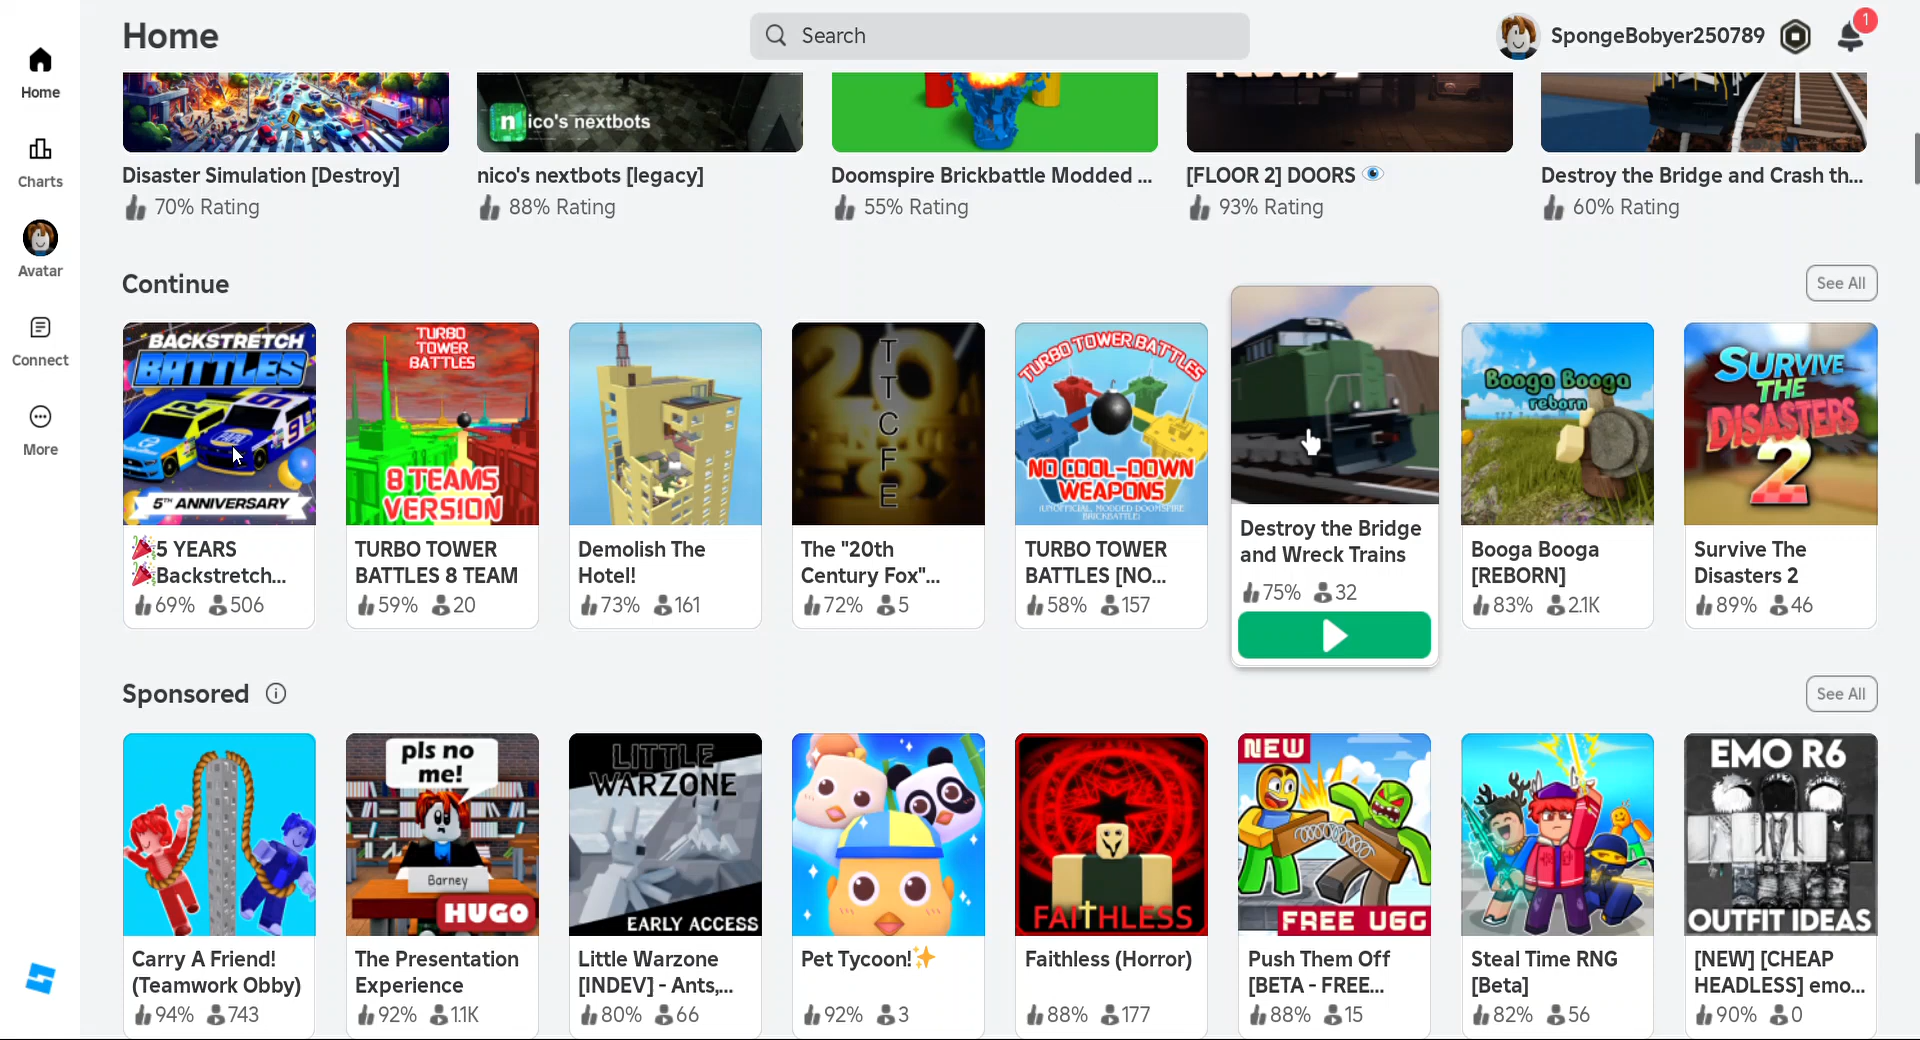 Home
Search
SpongeBobyer250789
1
Home
Charts
Avatar
Connect
More
n ico's nextbots
Disaster Simulation [Destroy]
70% Rating
nico's nextbots [legacy]
88% Rating
Doomspire Brickbattle Modded ...
55% Rating
[FLOOR 2] DOORS
93% Rating
Destroy the Bridge and Crash th...
60% Rating
Continue
See All
BACKSTRETCH
BATTLES
5TH ANNIVERSARY
5 YEARS
Backstretch...
69% 506
TURBO
TOWER
BATTLES
8 TEAMS
VERSION
TURBO TOWER
BATTLES 8 TEAM
59% 20
Demolish The
Hotel!
73% 161
20
T
T
C
F
E
The "20th
Century Fox"...
72% 5
TURBO TOWER BATTLES
NO COOL-DOWN
WEAPONS
(UNOFFICIAL, MODDED DOOMSPIRE
BRICKBATTLE)
TURBO TOWER
BATTLES [NO...
58% 157
Destroy the Bridge
and Wreck Trains
75% 32
Booga Booga
reborn
Booga Booga
[REBORN]
83% 2.1K
SURVIVE
THE
DISASTERS
2
Survive The
Disasters 2
89% 46
Sponsored
See All
Carry A Friend!
(Teamwork Obby)
94% 743
pls no
me!
Barney
HUGO
The Presentation
Experience
92% 1.1K
LITTLE
WARZONE
EARLY ACCESS
Little Warzone
[INDEV] - Ants,...
80% 66
Pet Tycoon!
92% 3
FAITHLESS
Faithless (Horror)
88% 177
NEW
FREE UGG
Push Them Off
[BETA - FREE...
88% 15
Steal Time RNG
[Beta]
82% 56
EMO R6
OUTFIT IDEAS
[NEW] [CHEAP
HEADLESS] emo...
90% 0